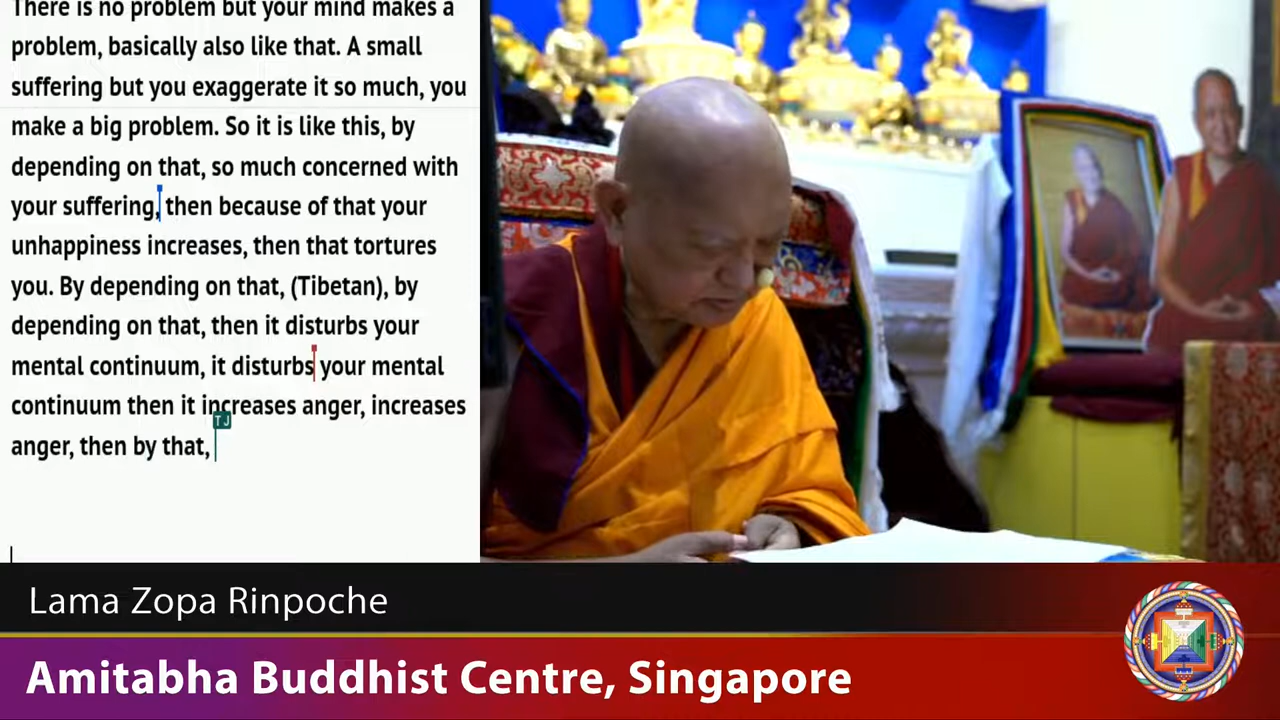 There is no problem but your mind makes a
problem, basically also like that. A small
suffering but you exaggerate it so much, you
make a big problem. So it is like this, by
depending on that, so much concerned with
your suffering, then because of that your
unhappiness increases, then that tortures
you. By depending on that, (Tibetan), by
depending on that, then it disturbs your
mental continuum, it disturbs your mental
continuum then it increases anger, increases
anger, then by that,
TJ
Lama Zopa Rinpoche
Amitabha Buddhist Centre, Singapore